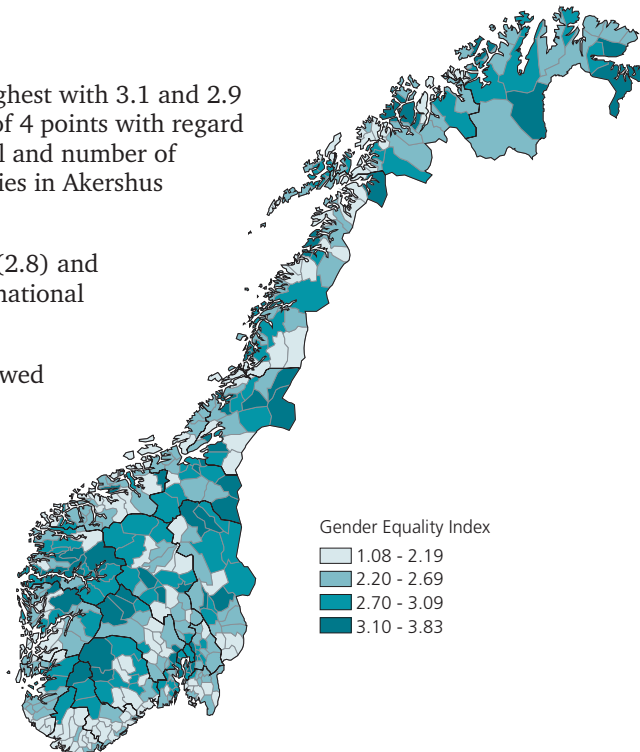 ghest with 3.1 and 2.9
of 4 points with regard
l and number of
ies in Akershus
(2.8) and
national
wed
Gender Equality Index
1.08 - 2.19
2.20 - 2.69
2.70 - 3.09
3.10 - 3.83